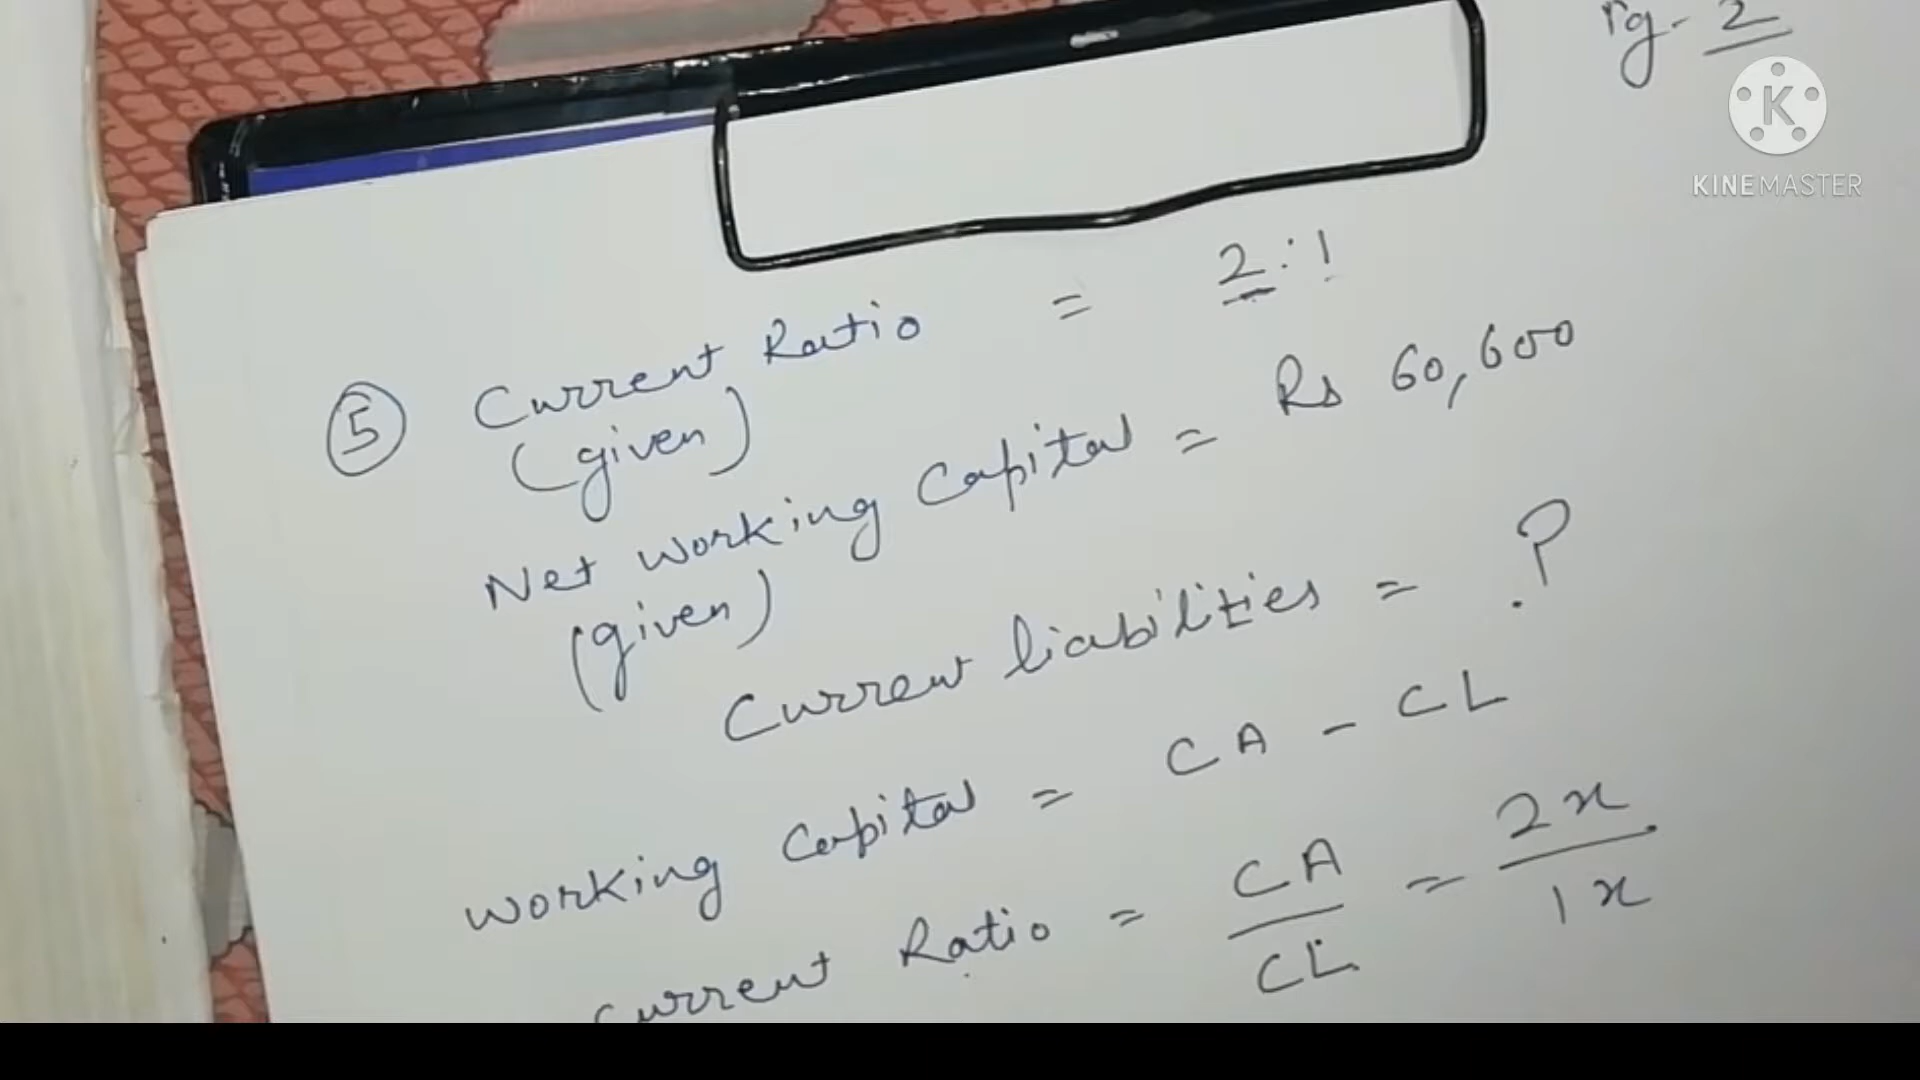 Pg- 2
K
KINEMASTER
⑤ Current Ratio = 2:1
(given)
Net Working Capital = Rs 60,600
(given)
Current liabilities = ?
Working Capital = CA - CL
Current Ratio = CA/CL = 2x/1x